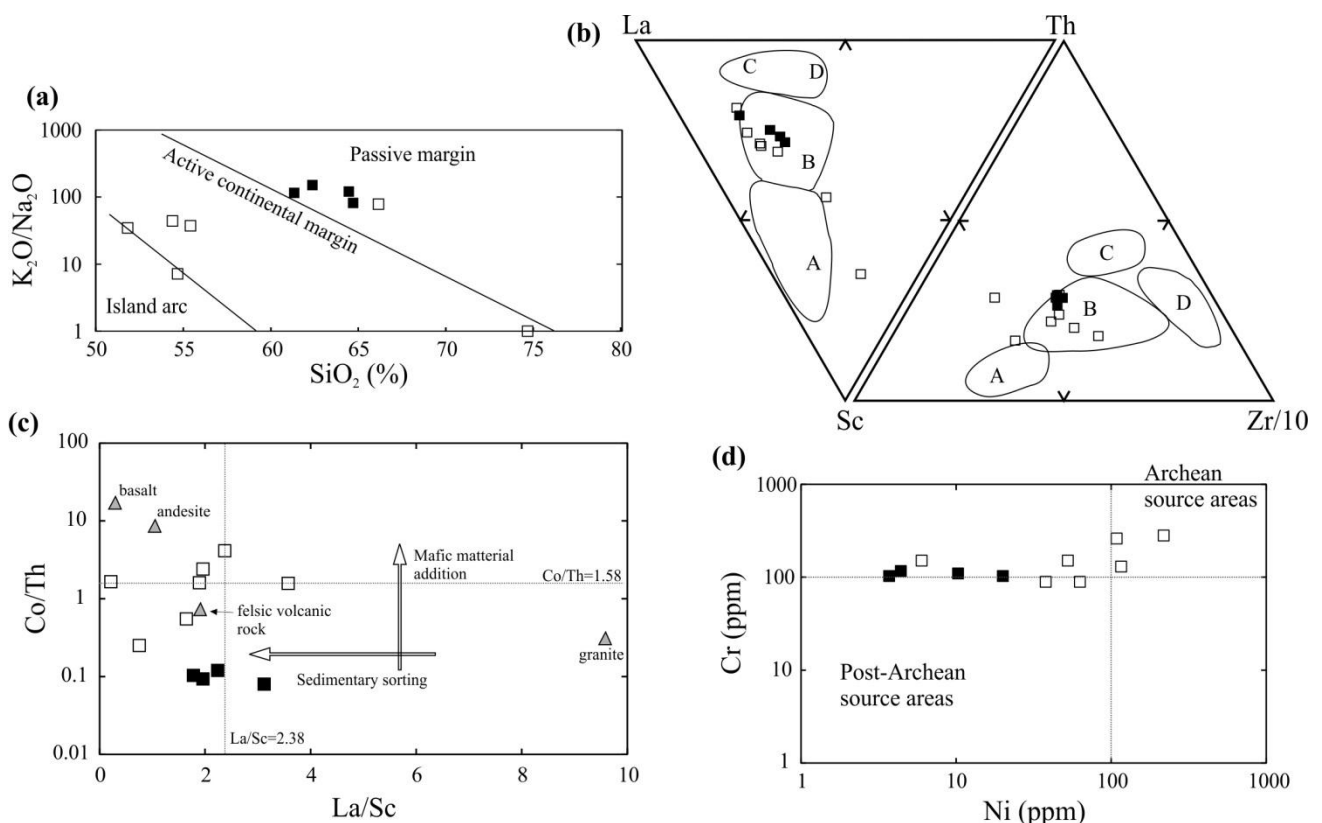 (a)
1000
100
10
1
K₂O/Na₂O
Passive margin
Active continental margin
Island arc
50
55
60
65
70
75
80
SiO₂ (%)
(b)
La
Th
C
D
B
A
C
B
D
A
Sc
Zr/10
(c)
100
10
1
0.1
0.01
Co/Th
basalt
andesite
Mafic matterial
addition
Co/Th=1.58
felsic volcanic
rock
granite
Sedimentary sorting
La/Sc=2.38
0
2
4
6
8
10
La/Sc
(d)
1000
100
10
1
Cr (ppm)
Archean
source areas
Post-Archean
source areas
1
10
100
1000
Ni (ppm)